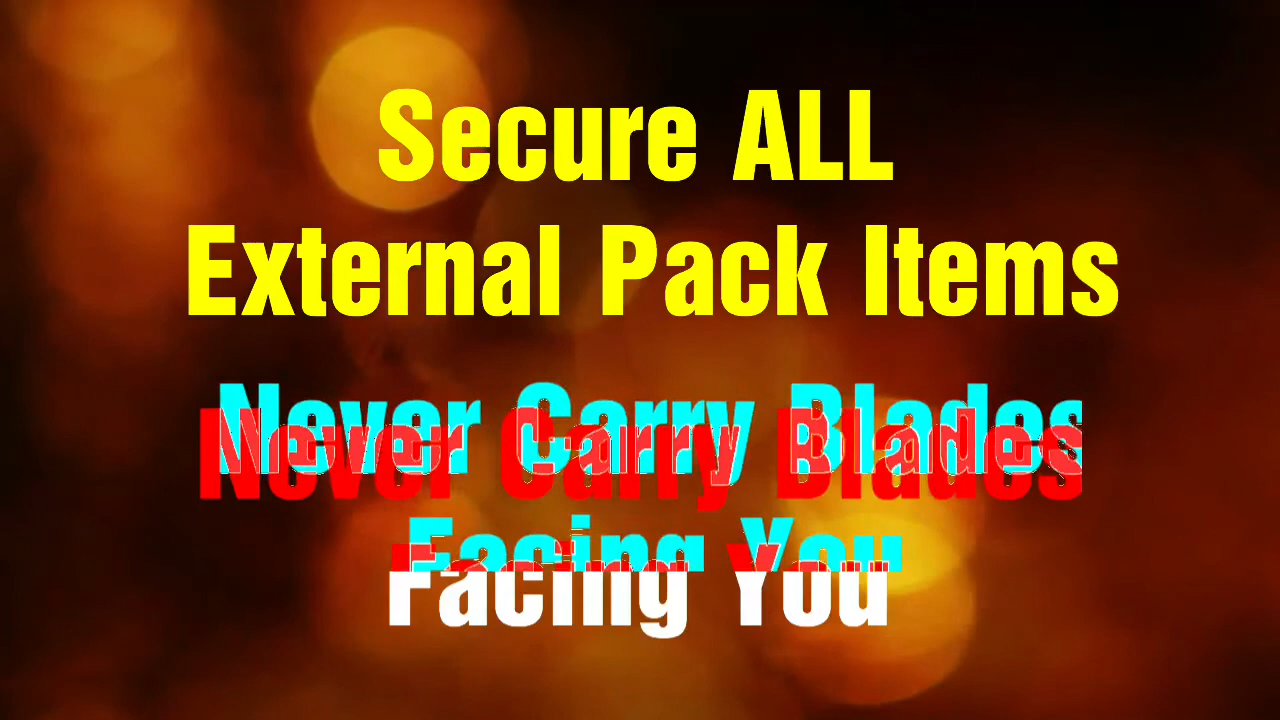 Secure ALL
External Pack Items
Never Carry Blades
Facing You